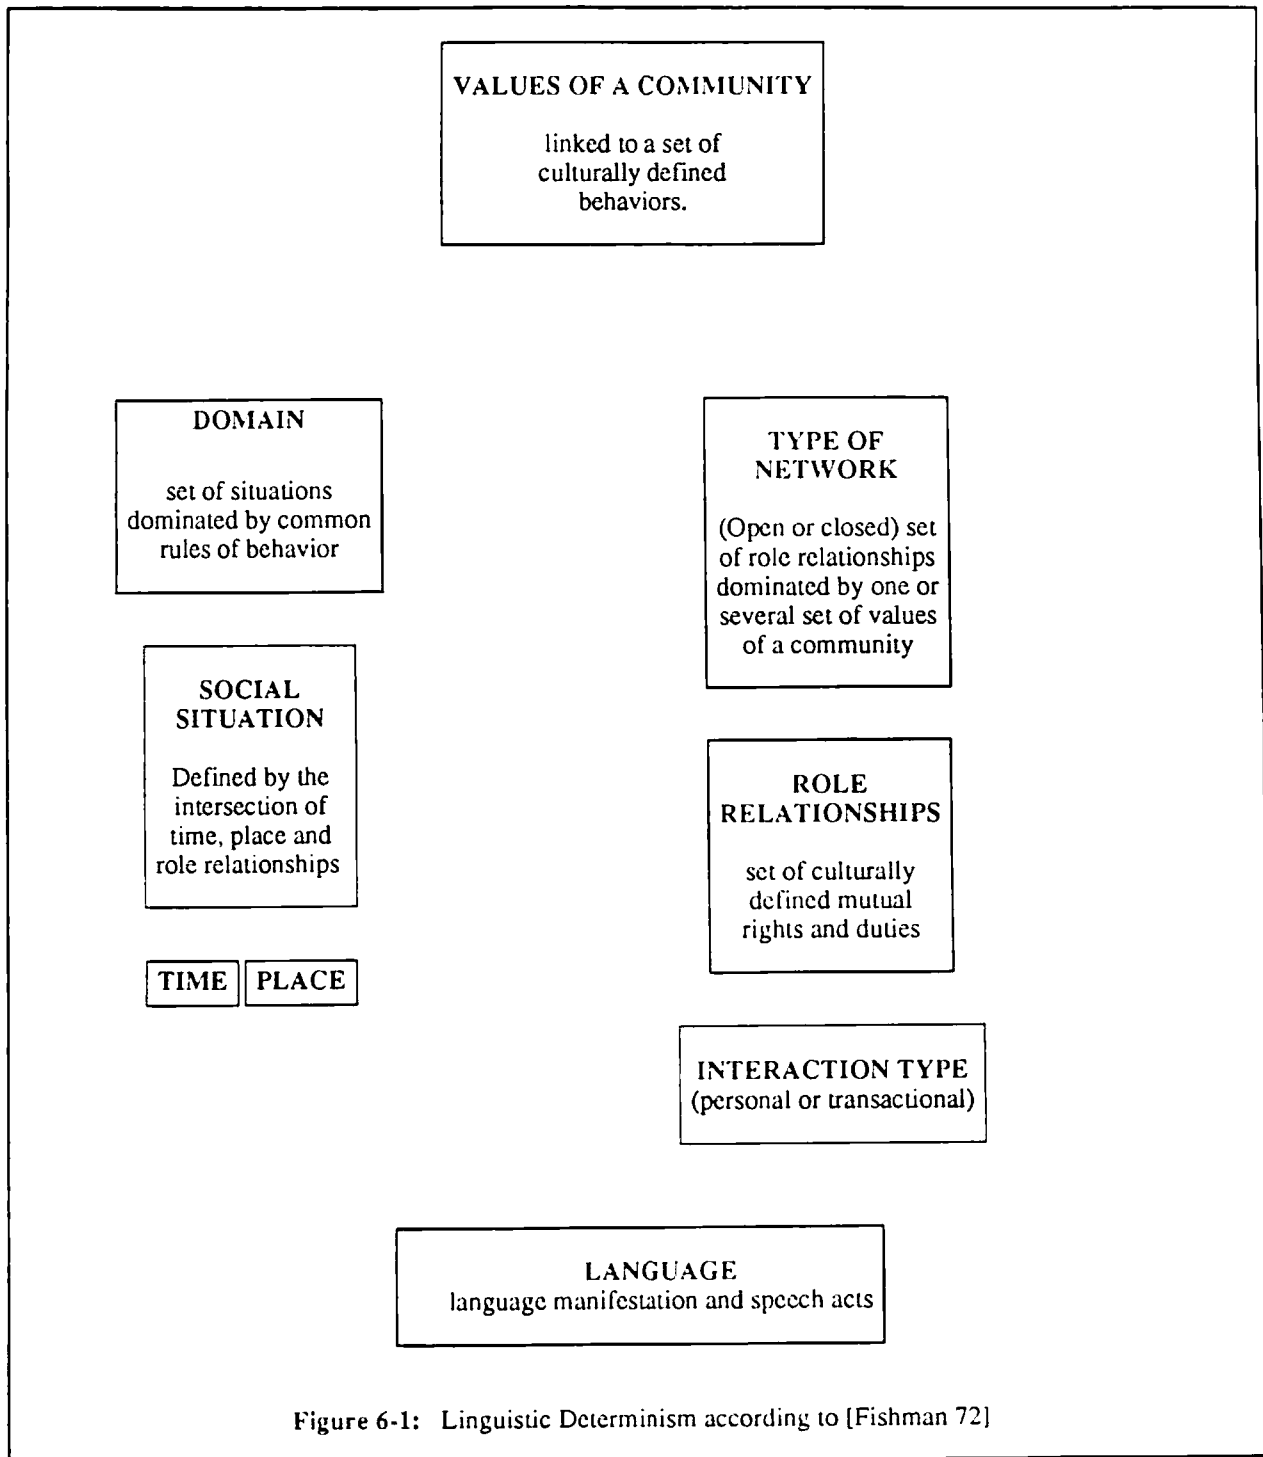 VALUES OF A COMMUNITY
linked to a set of
culturally defined
behaviors.
DOMAIN
set of situations
dominated by common
rules of behavior
SOCIAL
SITUATION
Defined by the
intersection of
time, place and
role relationships
TIME PLACE
TYPE OF
NETWORK
(Open or closed) set
of role relationships
dominated by one or
several set of values
of a community
ROLE
RELATIONSHIPS
set of culturally
defined mutual
rights and duties
INTERACTION TYPE
(personal or transactional)
LANGUAGE
language manifestation and speech acts
Figure 6-1: Linguistic Determinism according to [Fishman 72]